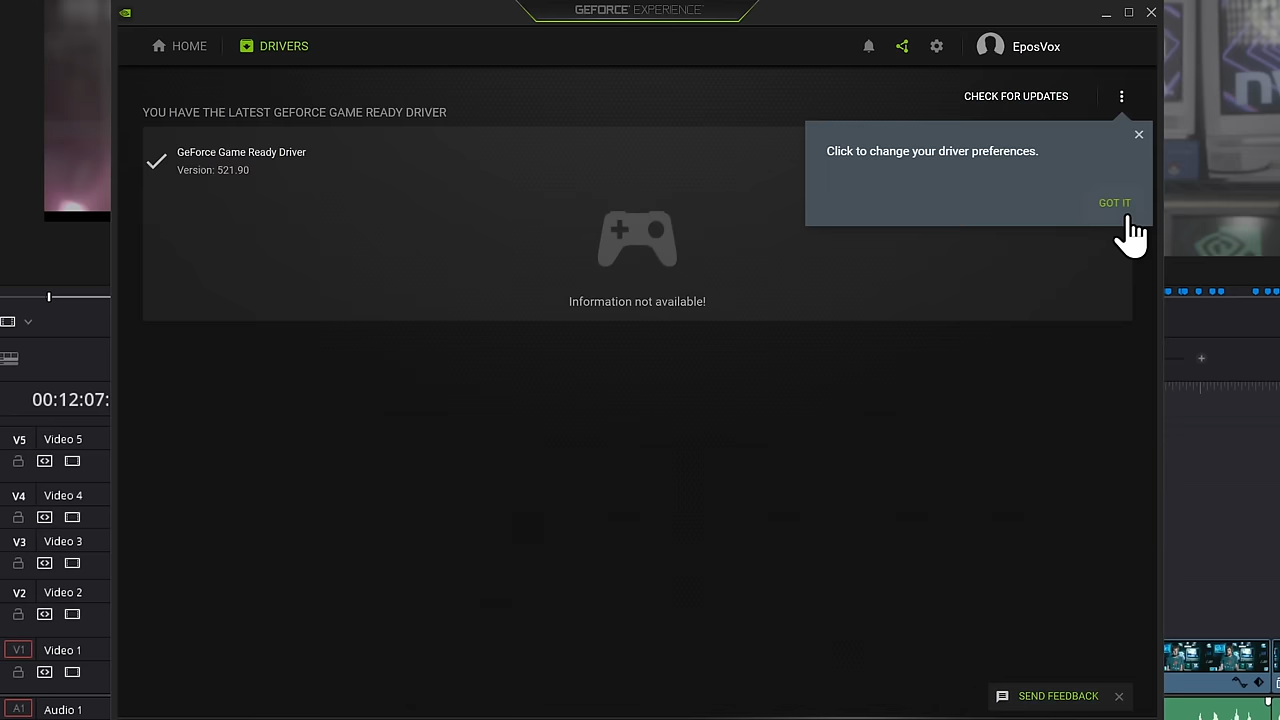 GEFORCE EXPERIENCE
HOME
DRIVERS
EposVox
CHECK FOR UPDATES
YOU HAVE THE LATEST GEFORCE GAME READY DRIVER
GeForce Game Ready Driver
Version: 521.90
Click to change your driver preferences.
GOT IT
Information not available!
00:12:07:
V5 Video 5
V4 Video 4
V3 Video 3
V2 Video 2
V1 Video 1
A1 Audio 1
SEND FEEDBACK